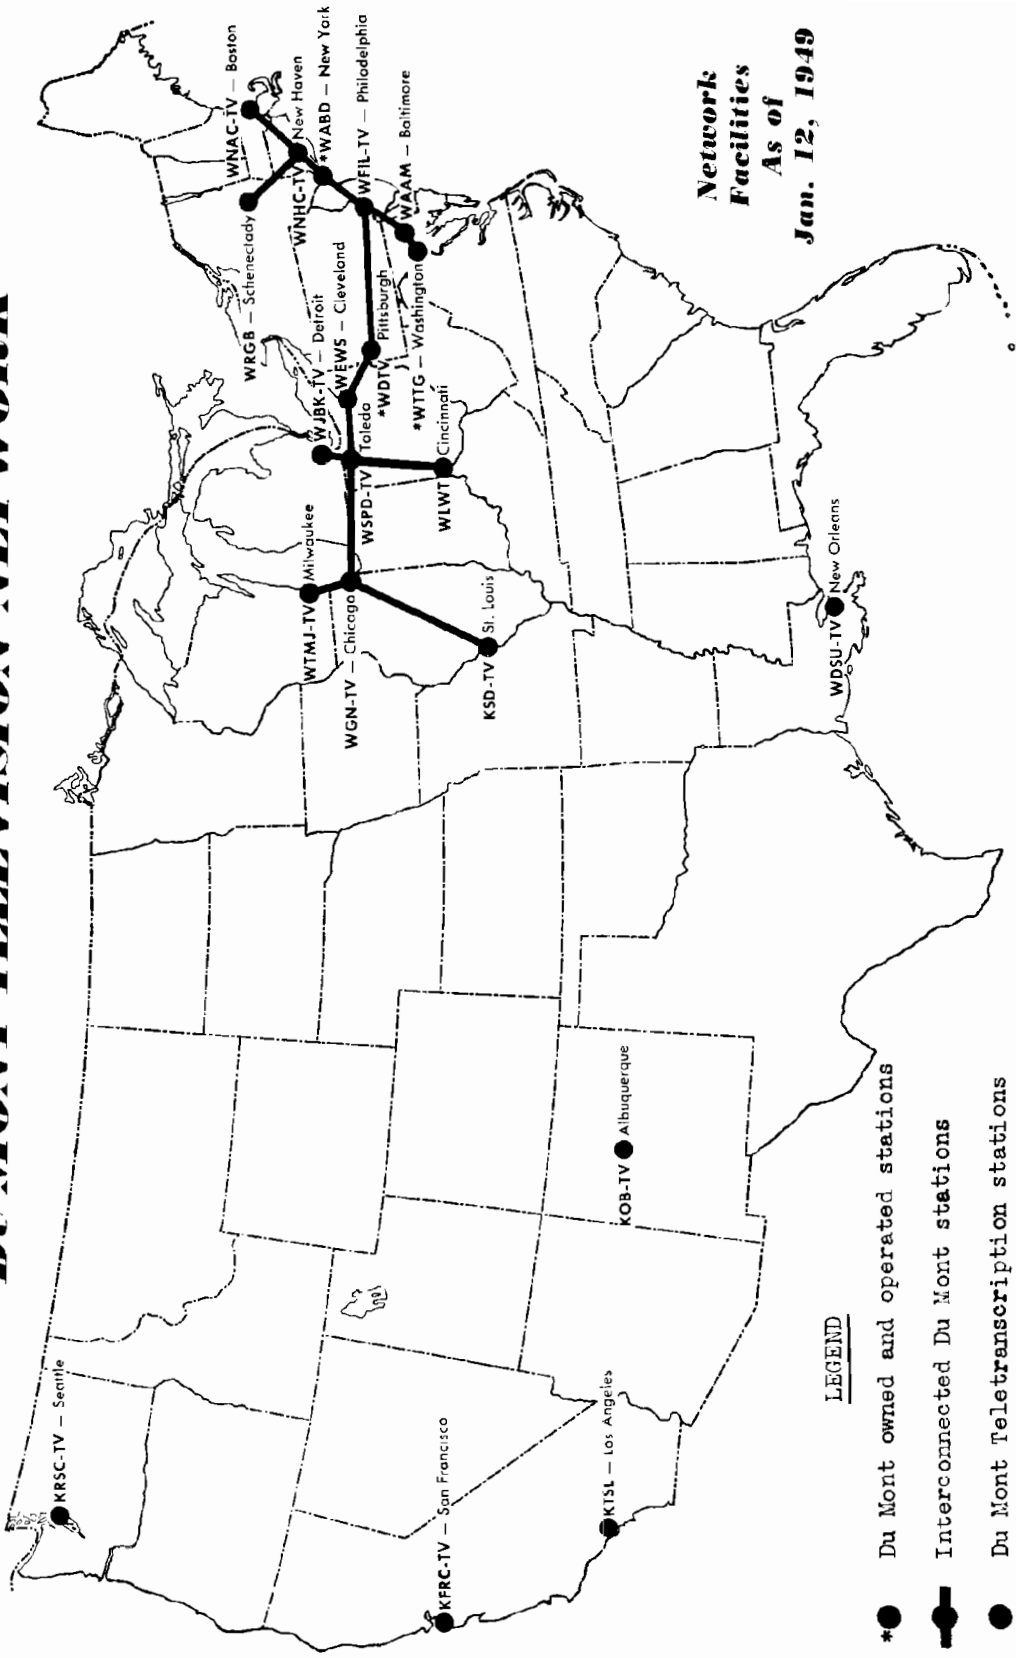 DU MONT TELEVISION NETWORK
Network
Facilities
As of
Jan. 12, 1949
KRSC-TV — Seattle
KFRC-TV — San Francisco
KTSL — Los Angeles
KOB-TV Albuquerque
WTMJ-TV Milwaukee
WGN-TV — Chicago
KSD-TV St. Louis
WDSU-TV New Orleans
WJBK-TV — Detroit
WEWS — Cleveland
WSPD-TV Toledo
WLWT Cincinnati
*WDTV Pittsburgh
*WTTG — Washington
WRGB — Scheneclady
WNAC-TV — Boston
WNHC-TV New Haven
*WABD — New York
WFIL-TV — Philadelphia
WAAM — Baltimore
LEGEND
* Du Mont owned and operated stations
Interconnected Du Mont stations
Du Mont Teletranscription stations